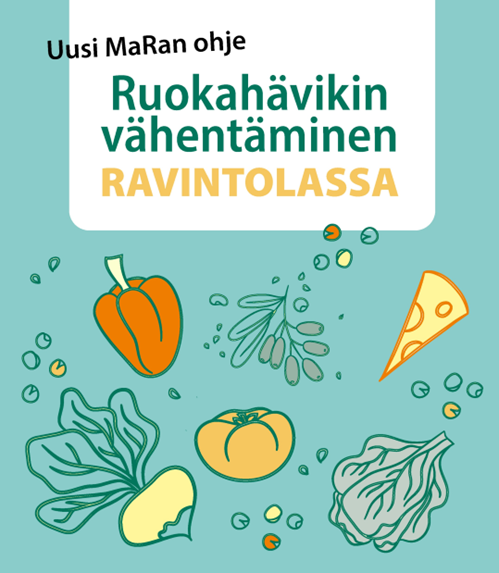 Uusi MaRan ohje
Ruokahävikin
vähentäminen
RAVINTOLASSA